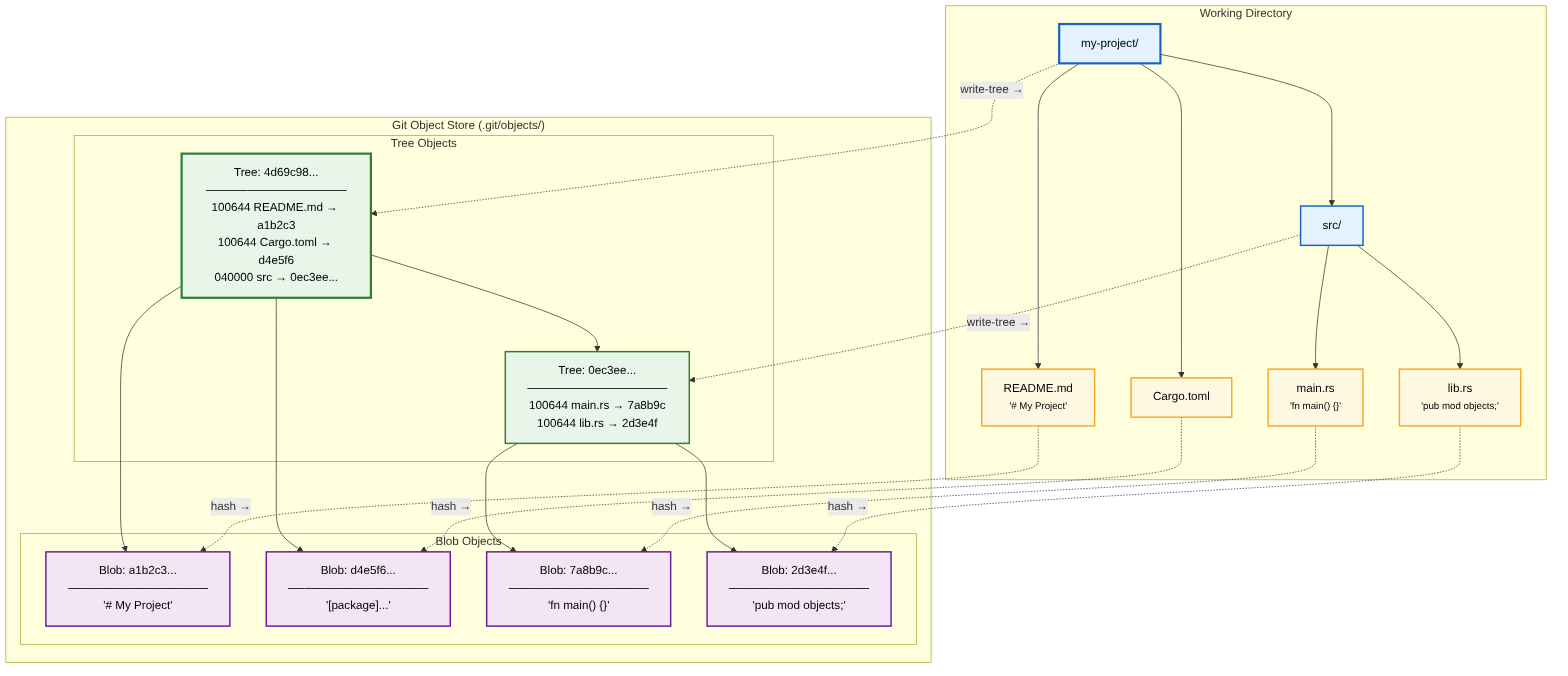 Working Directory
my-project/
write-tree →
src/
write-tree →
README.md
'# My Project'
Cargo.toml
main.rs
'fn main() {}'
lib.rs
'pub mod objects;'
Git Object Store (.git/objects/)
Tree Objects
Tree: 4d69c98...
────────────────────
100644 README.md →
a1b2c3
100644 Cargo.toml →
d4e5f6
040000 src → 0ec3ee...
Tree: 0ec3ee...
────────────────────
100644 main.rs → 7a8b9c
100644 lib.rs → 2d3e4f
hash →
hash →
hash →
hash →
Blob Objects
Blob: a1b2c3...
────────────────────
'# My Project'
Blob: d4e5f6...
────────────────────
'[package]...'
Blob: 7a8b9c...
────────────────────
'fn main() {}'
Blob: 2d3e4f...
────────────────────
'pub mod objects;'